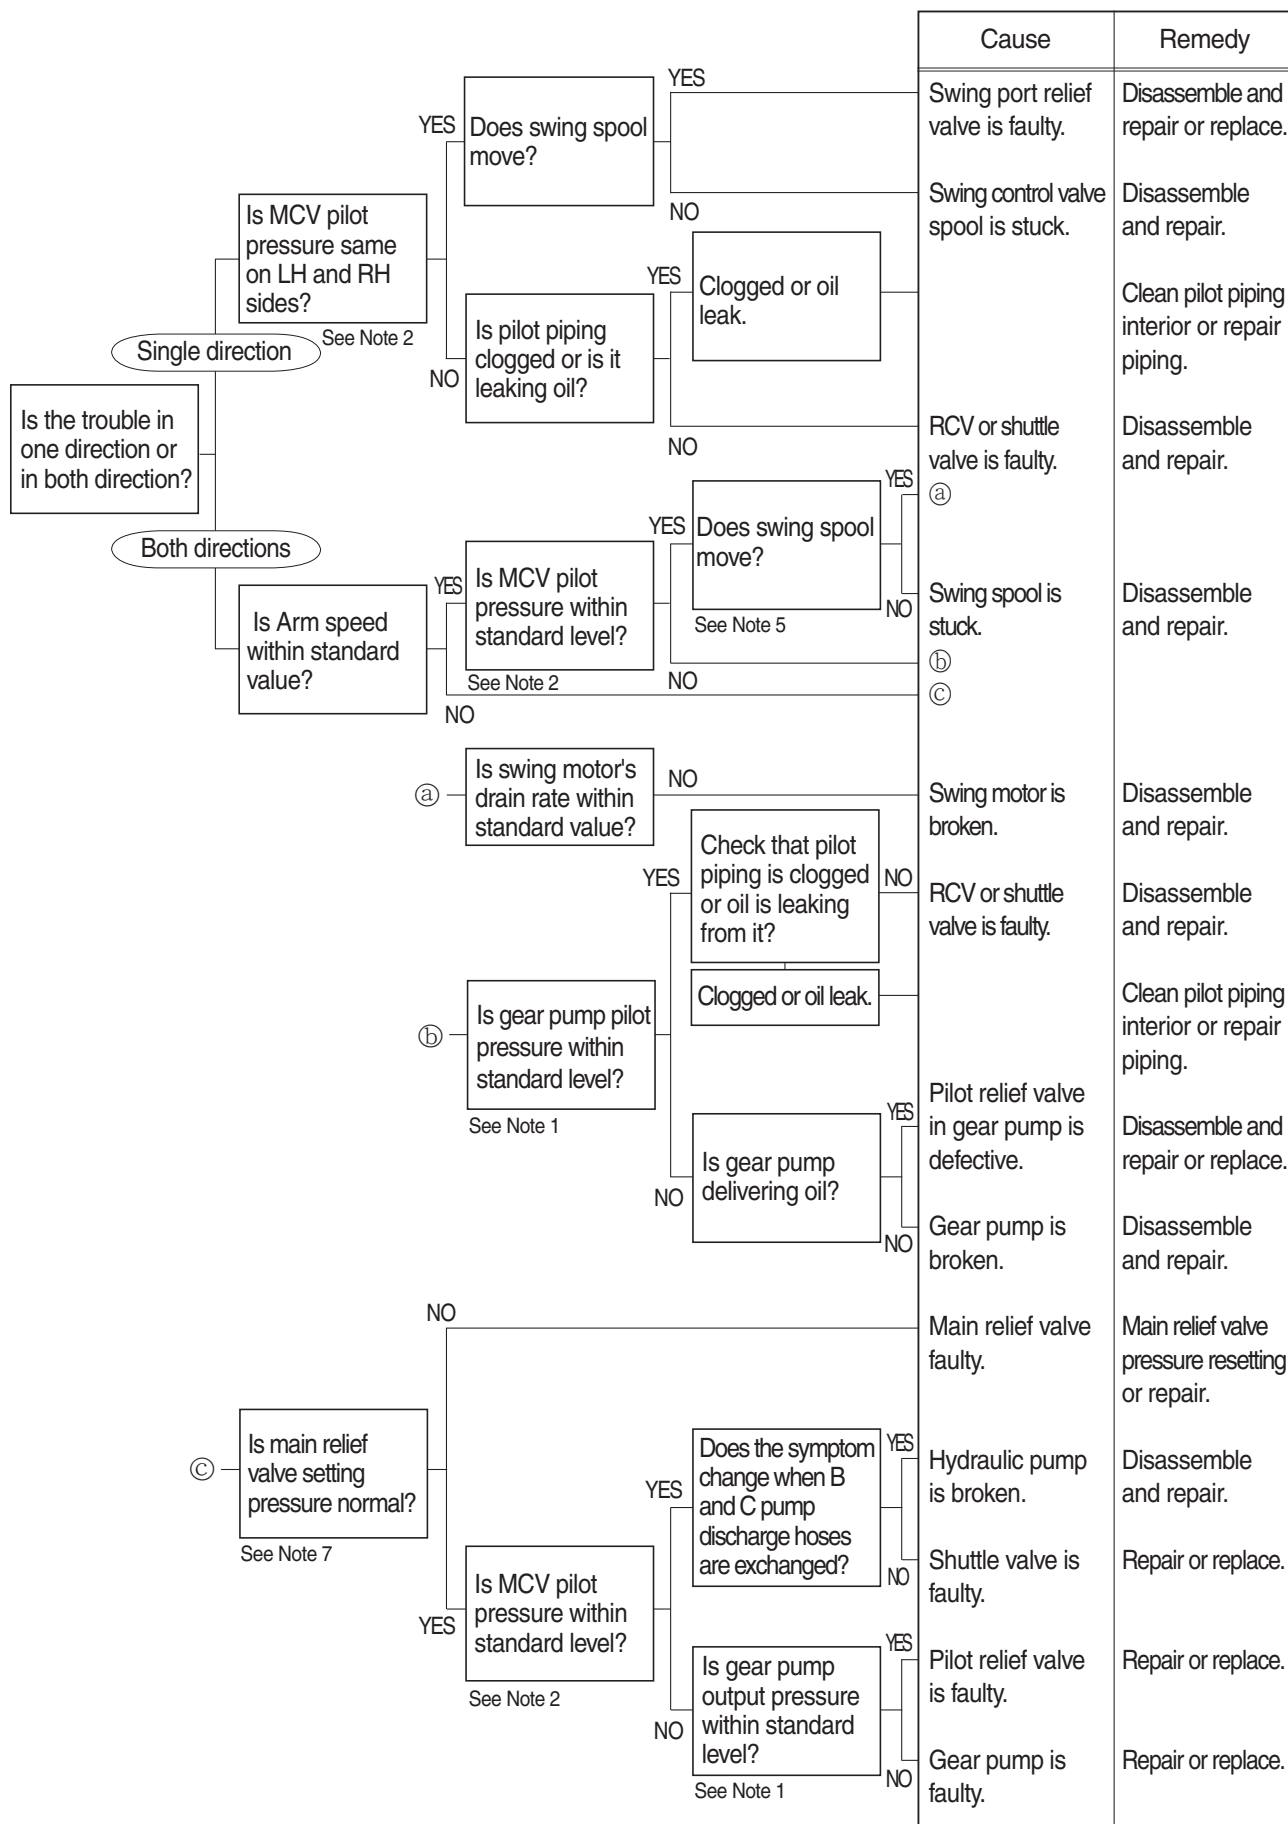 Cause
Remedy
YES
Swing port relief
valve is faulty.
Disassemble and
repair or replace.
YES
Does swing spool
move?
NO
Swing control valve
spool is stuck.
Disassemble
and repair.
Is MCV pilot
pressure same
on LH and RH
sides?
See Note 2
YES
Clogged or oil
leak.
Clean pilot piping
interior or repair
piping.
Single direction
NO
Is pilot piping
clogged or is it
leaking oil?
NO
RCV or shuttle
valve is faulty.
Disassemble
and repair.
Is the trouble in
one direction or
in both direction?
YES
ⓐ
Both directions
YES
Is MCV pilot
pressure within
standard level?
See Note 2
YES
Does swing spool
move?
See Note 5
NO
Swing spool is
stuck.
Disassemble
and repair.
Is Arm speed
within standard
value?
NO
ⓑ
NO
ⓒ
ⓐ
Is swing motor's
drain rate within
standard value?
NO
Swing motor is
broken.
Disassemble
and repair.
YES
Check that pilot
piping is clogged
or oil is leaking
from it?
NO
RCV or shuttle
valve is faulty.
Disassemble
and repair.
Clogged or oil leak.
Clean pilot piping
interior or repair
piping.
ⓑ
Is gear pump pilot
pressure within
standard level?
See Note 1
YES
Pilot relief valve
in gear pump is
defective.
Disassemble and
repair or replace.
NO
Is gear pump
delivering oil?
NO
Gear pump is
broken.
Disassemble
and repair.
NO
Main relief valve
faulty.
Main relief valve
pressure resetting
or repair.
ⓒ
Is main relief
valve setting
pressure normal?
See Note 7
YES
Does the symptom
change when B
and C pump
discharge hoses
are exchanged?
YES
Hydraulic pump
is broken.
Disassemble
and repair.
NO
Shuttle valve is
faulty.
Repair or replace.
YES
Is MCV pilot
pressure within
standard level?
See Note 2
NO
Is gear pump
output pressure
within standard
level?
See Note 1
YES
Pilot relief valve
is faulty.
Repair or replace.
NO
Gear pump is
faulty.
Repair or replace.